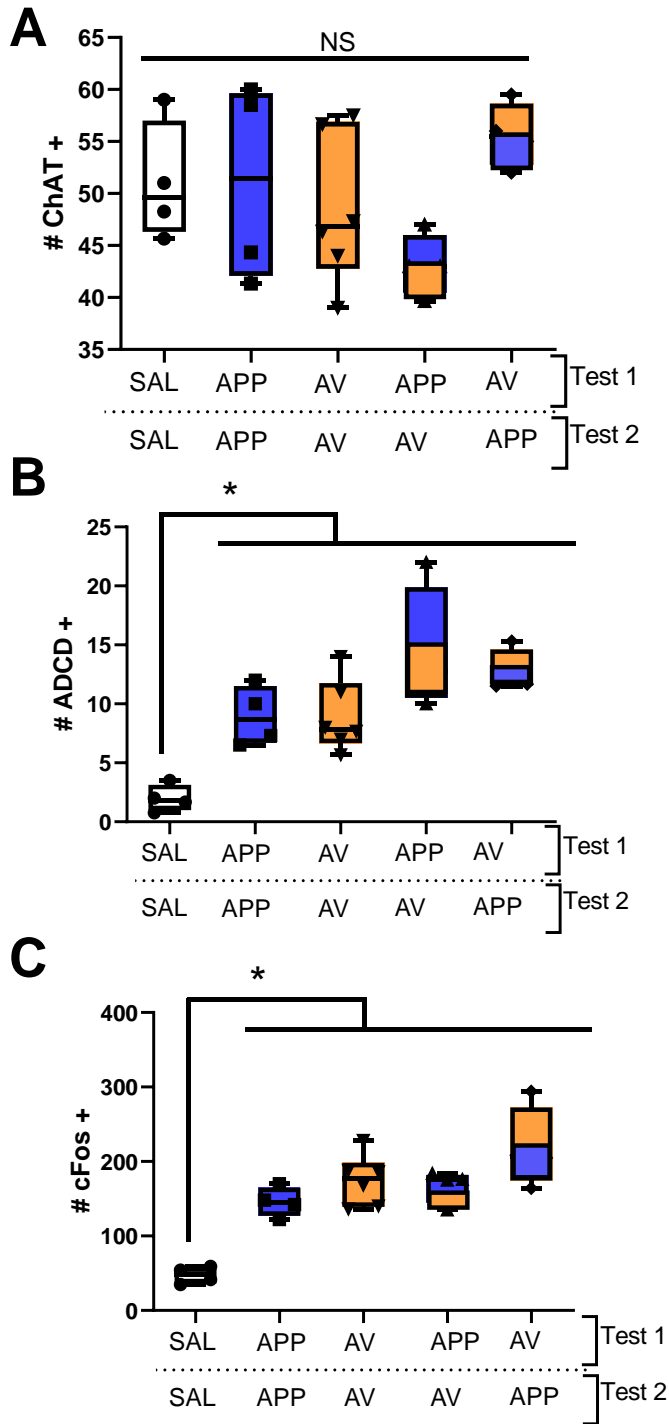 A
NS
65
60
55
50
45
40
35
# ChAT +
SAL APP AV APP AV Test 1
SAL APP AV AV APP Test 2
B
*
25
20
15
10
5
0
# ADCD +
SAL APP AV APP AV Test 1
SAL APP AV AV APP Test 2
C
*
400
300
200
100
0
# cFos +
SAL APP AV APP AV Test 1
SAL APP AV AV APP Test 2